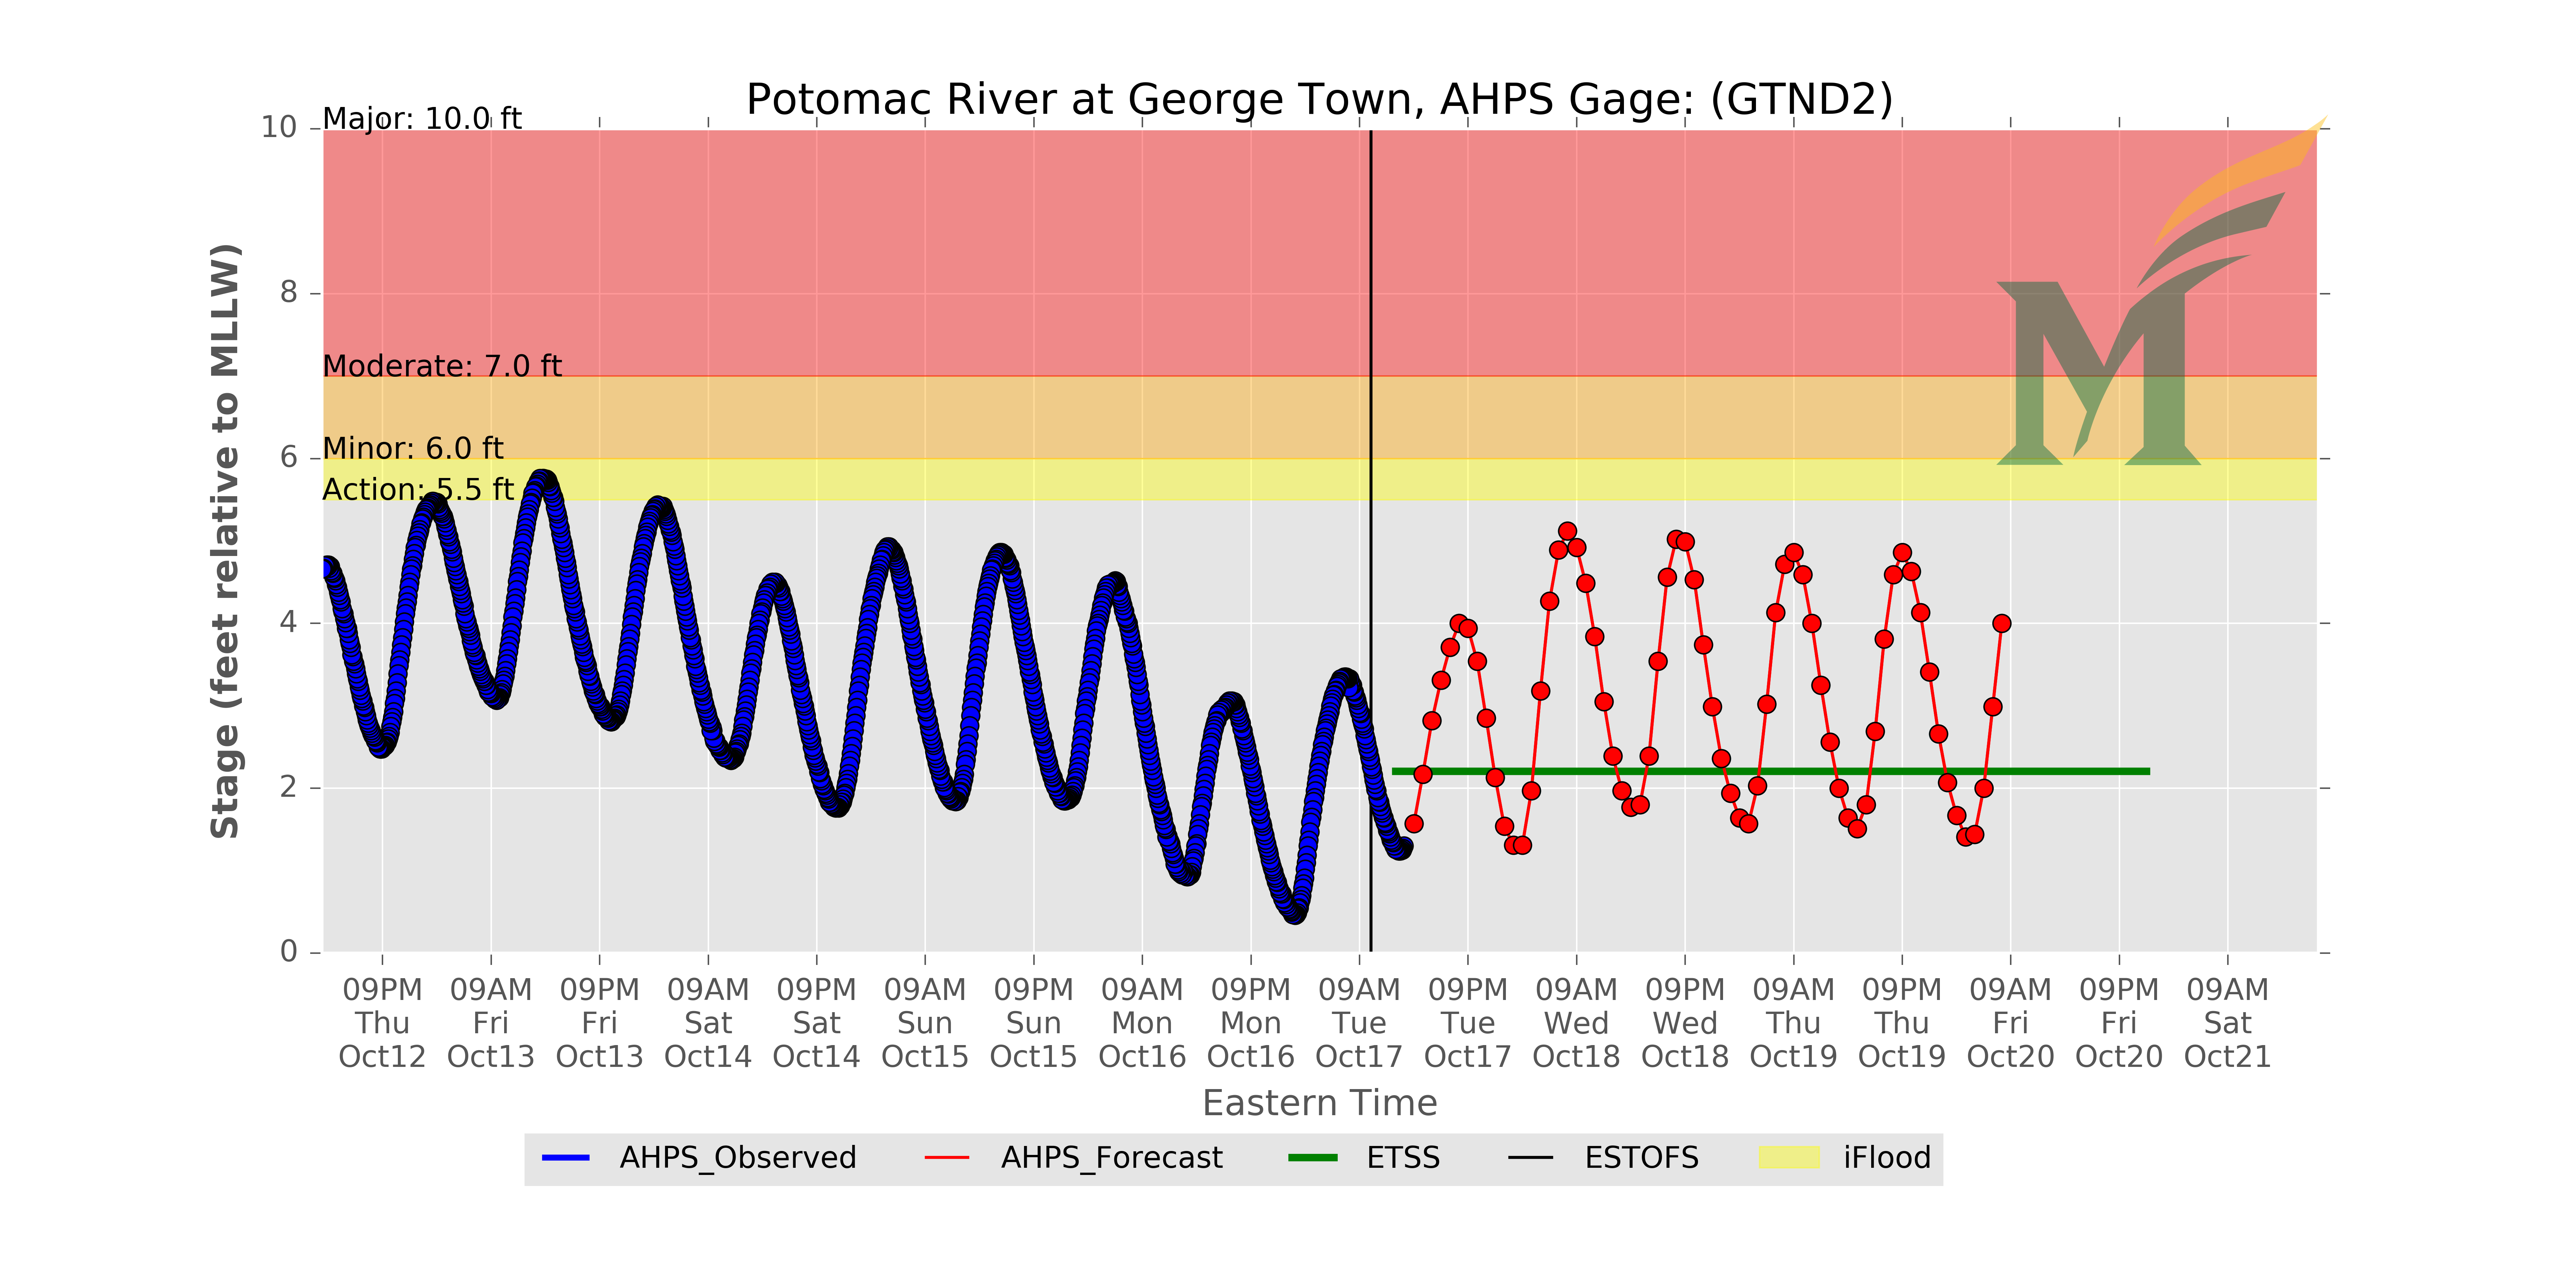 Potomac River at George Town, AHPS Gage: (GTND2)
Major: 10.0 ft
Moderate: 7.0 ft
Minor: 6.0 ft
Action: 5.5 ft
Stage (feet relative to MLLW)
10
8
6
4
2
0
09PM 09AM 09PM 09AM 09PM 09AM 09PM 09AM 09PM 09AM 09PM 09AM 09PM 09AM 09PM 09AM 09PM 09AM
Thu Fri Fri Sat Sat Sun Sun Mon Mon Tue Tue Wed Wed Thu Thu Fri Fri Sat
Oct12 Oct13 Oct13 Oct14 Oct14 Oct15 Oct15 Oct16 Oct16 Oct17 Oct17 Oct18 Oct18 Oct19 Oct19 Oct20 Oct20 Oct21
Eastern Time
AHPS_Observed AHPS_Forecast ETSS ESTOFS iFlood
M